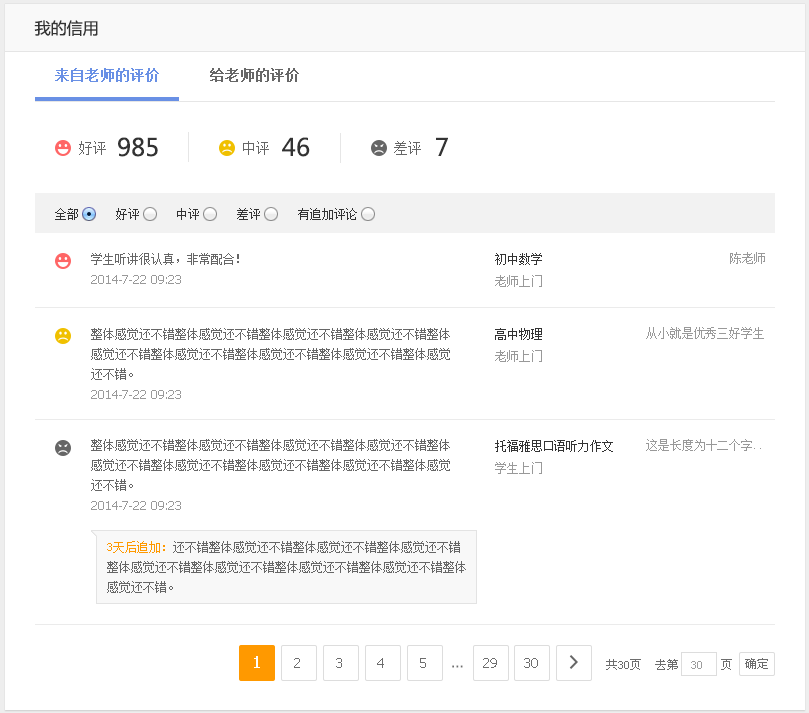 我的信用
来自老师的评价 给老师的评价
好评 985 中评 46 差评 7
全部 好评 中评 差评 有追加评论
学生听讲很认真，非常配合！ 初中数学 陈老师
2014-7-22 09:23 老师上门
整体感觉还不错整体感觉还不错整体感觉还不错整体感觉还不错整体 高中物理 从小就是优秀三好学生
感觉还不错整体感觉还不错整体感觉还不错整体感觉还不错整体感觉 老师上门
还不错。
2014-7-22 09:23
整体感觉还不错整体感觉还不错整体感觉还不错整体感觉还不错整体 托福雅思口语听力作文 这是长度为十二个字..
感觉还不错整体感觉还不错整体感觉还不错整体感觉还不错整体感觉 学生上门
还不错。
2014-7-22 09:23
3天后追加：还不错整体感觉还不错整体感觉还不错整体感觉还不错
整体感觉还不错整体感觉还不错整体感觉还不错整体感觉还不错整体
感觉还不错。
1 2 3 4 5 ... 29 30 > 共30页 去第 30 页 确定